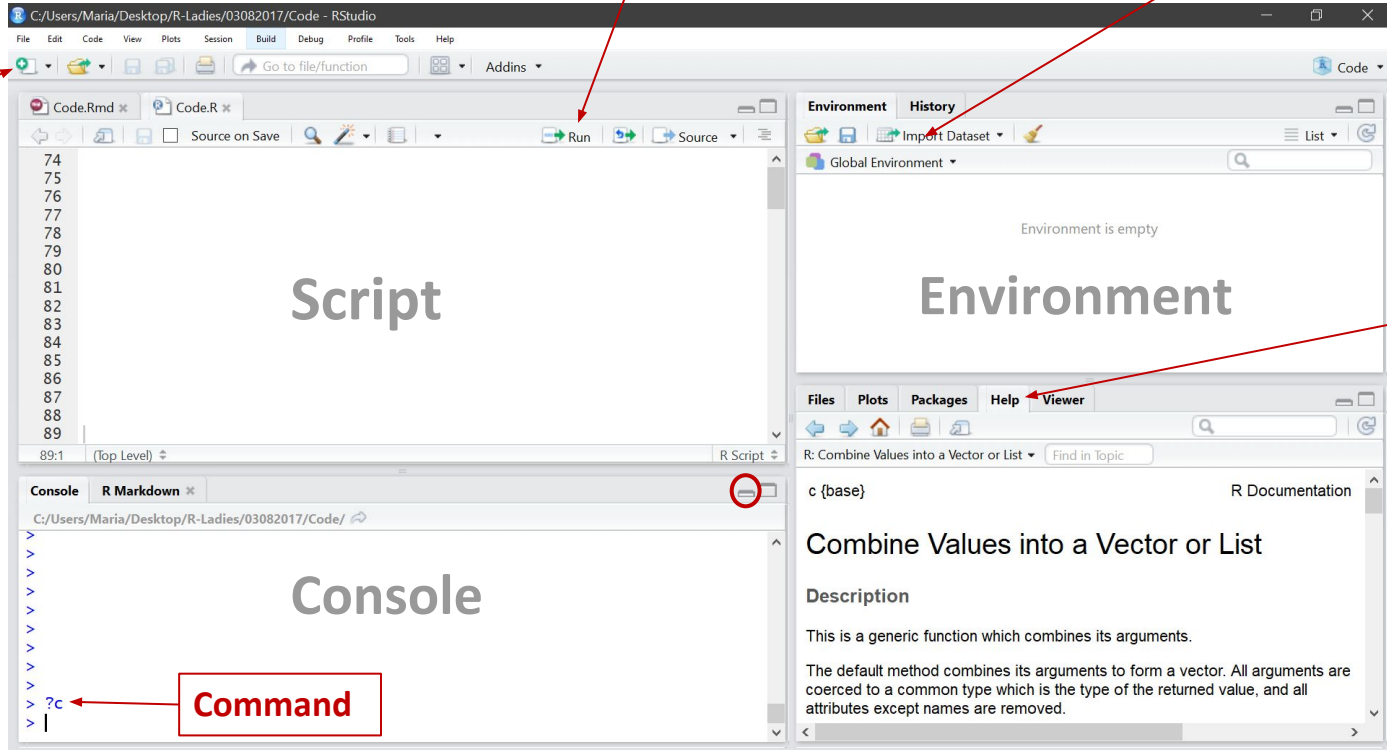 C:/Users/Maria/Desktop/R-Ladies/03082017/Code - RStudio
File Edit Code View Plots Session Build Debug Profile Tools Help
Go to file/function Addins Code
Code.Rmd Code.R
Source on Save Run Source
74
75
76
77
78
79
80
81
82
83
84
85
86
87
88
89
Script
89:1 (Top Level) R Script
Console R Markdown
C:/Users/Maria/Desktop/R-Ladies/03082017/Code/
>
>
>
>
>
>
>
>
>
> ?c
>
Console
Command
Environment History
Import Dataset List
Global Environment
Environment is empty
Environment
Files Plots Packages Help Viewer
R: Combine Values into a Vector or List Find in Topic
c {base} R Documentation
Combine Values into a Vector or List
Description
This is a generic function which combines its arguments.
The default method combines its arguments to form a vector. All arguments are
coerced to a common type which is the type of the returned value, and all
attributes except names are removed.